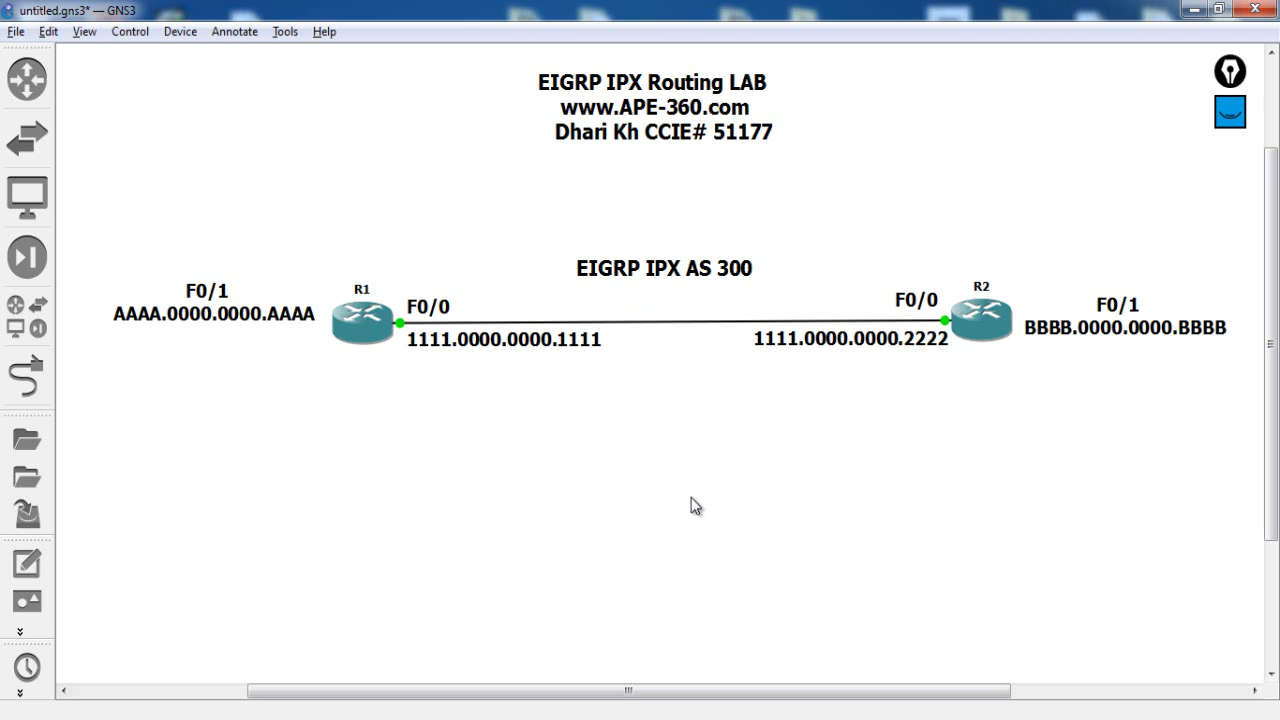 untitled.gns3* — GNS3
File Edit View Control Device Annotate Tools Help
EIGRP IPX Routing LAB
www.APE-360.com
Dhari Kh CCIE# 51177
EIGRP IPX AS 300
F0/1
AAAA.0000.0000.AAAA
R1
F0/0
1111.0000.0000.1111
F0/0
1111.0000.0000.2222
R2
F0/1
BBBB.0000.0000.BBBB